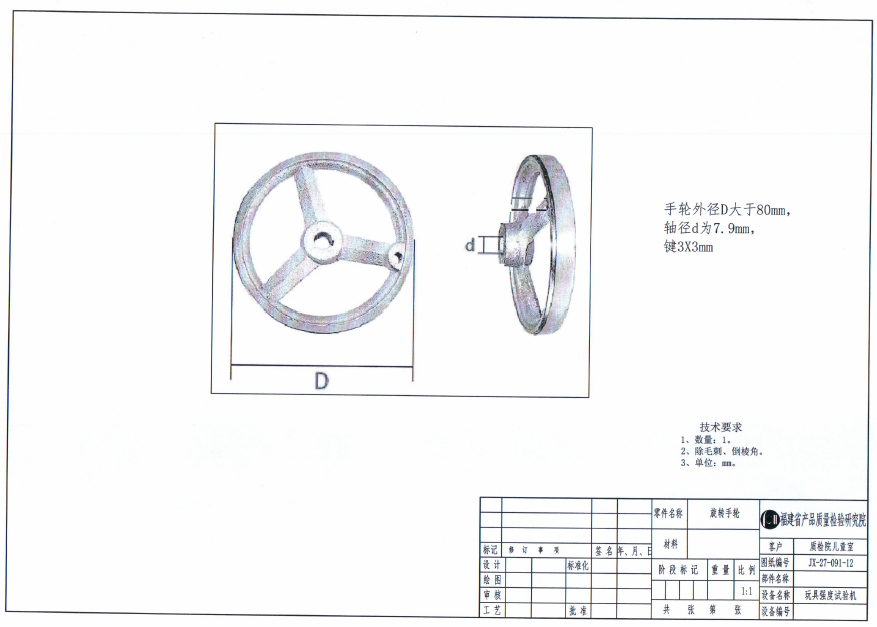 手轮外径D大于80mm,
轴径d为7.9mm,
键3X3mm
d
D
技术要求
1、数量：1。
2、除毛刺、倒棱角。
3、单位：mm。
零件名称 旋转手轮 福建省产品质量检验研究院
材料
客户 质检院儿童室
标记 修订事项 签名 年、月、日
图纸编号 JX-27-091-12
设计 标准化 阶段标记 重量 比例
部件名称
绘图
审核 1:1 设备名称 玩具强度试验机
工艺 批准 共 张 第 张 设备编号